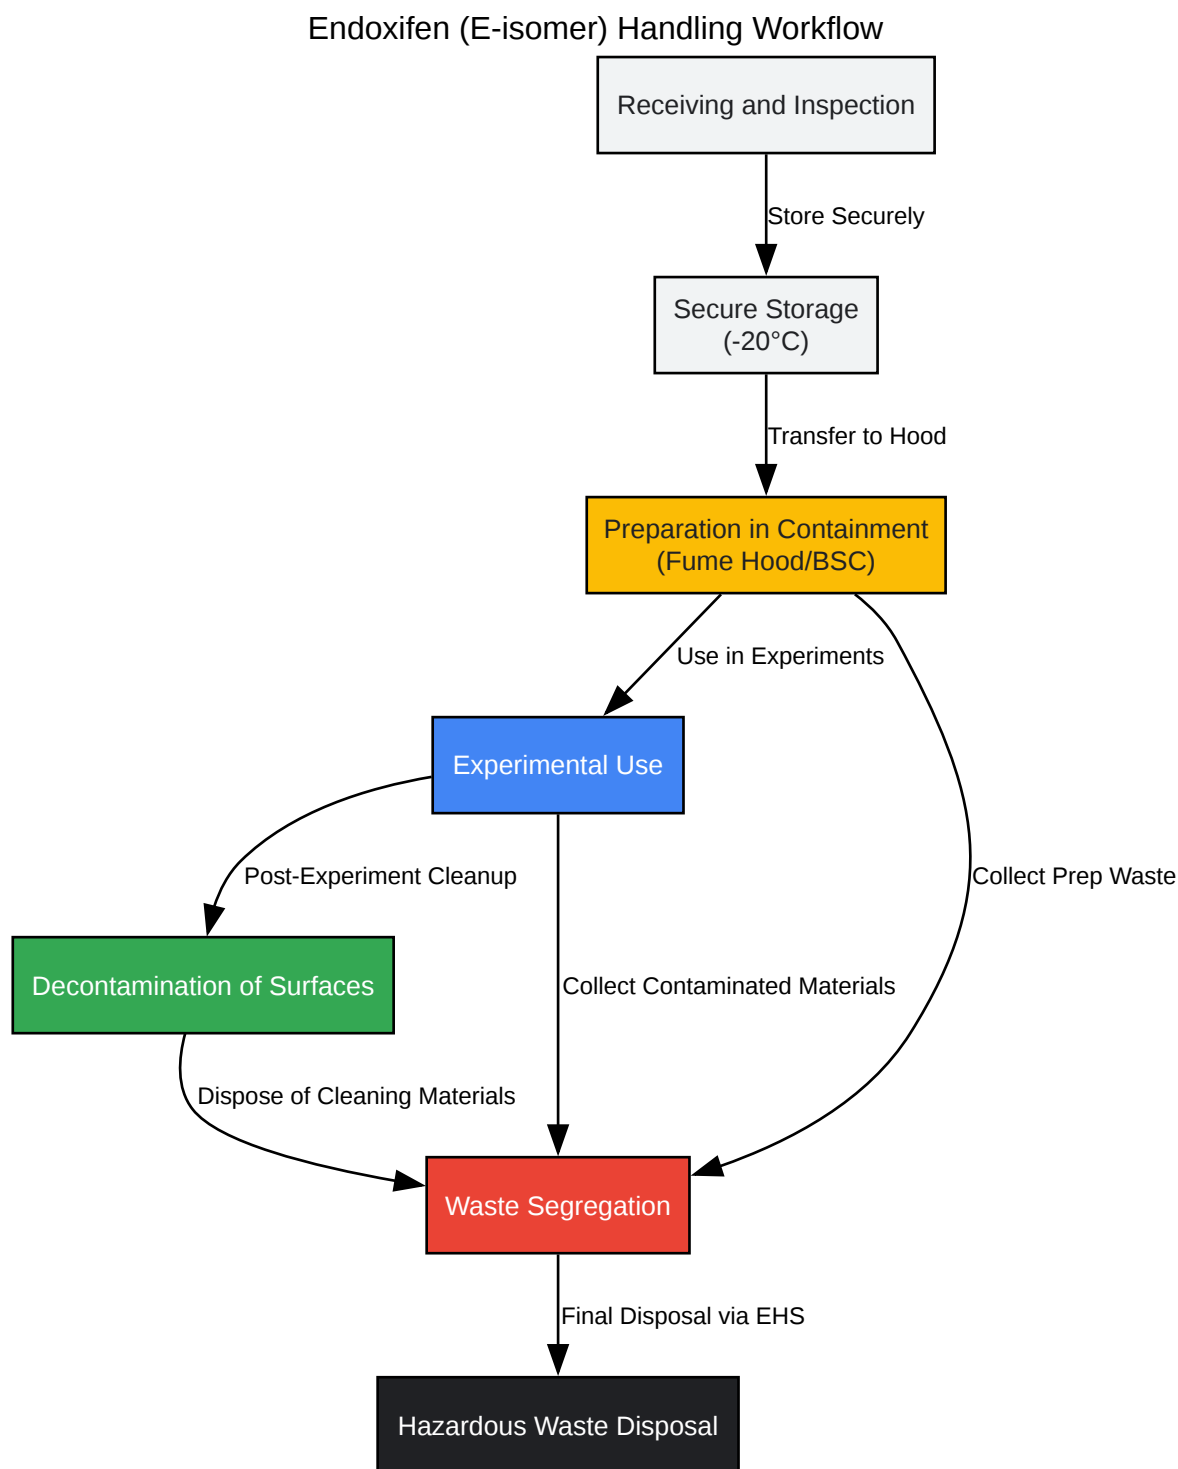 Endoxifen (E-isomer) Handling Workflow
Receiving and Inspection
Store Securely
Secure Storage
(-20°C)
Transfer to Hood
Preparation in Containment
(Fume Hood/BSC)
Use in Experiments
Experimental Use
Post-Experiment Cleanup
Collect Prep Waste
Decontamination of Surfaces
Collect Contaminated Materials
Dispose of Cleaning Materials
Waste Segregation
Final Disposal via EHS
Hazardous Waste Disposal